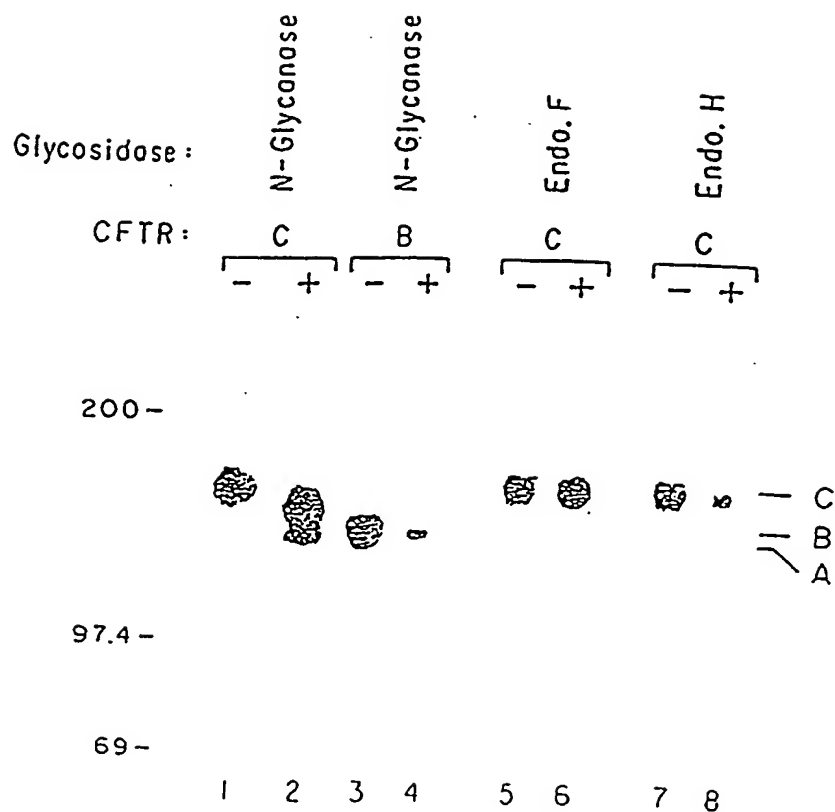 Glycosidase: N-Glycanase N-Glycanase Endo. F Endo. H
CFTR: C B C C
- + - + - + - +
200-
C
B
A
97.4-
69-
1 2 3 4 5 6 7 8